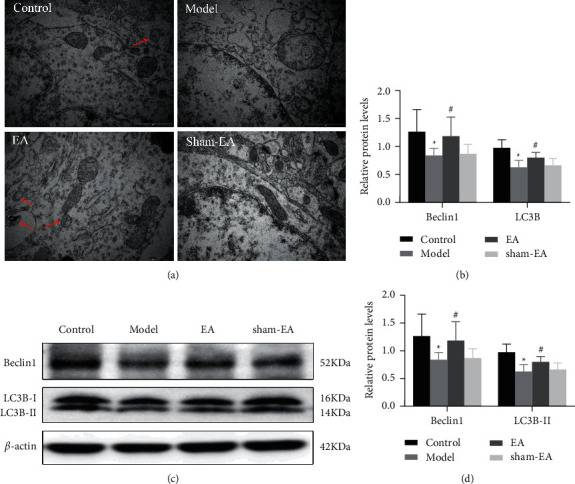 Control Model
EA Sham-EA
(a)
Relative protein levels
2.0
1.5
1.0
0.5
0.0
* # * #
Beclin1 LC3B
Control EA
Model sham-EA
(b)
Control Model EA sham-EA
Beclin1 52KDa
LC3B-I 16KDa
LC3B-II 14KDa
β-actin 42KDa
(c)
Relative protein levels
2.0
1.5
1.0
0.5
0.0
* # * #
Beclin1 LC3B-II
Control EA
Model sham-EA
(d)